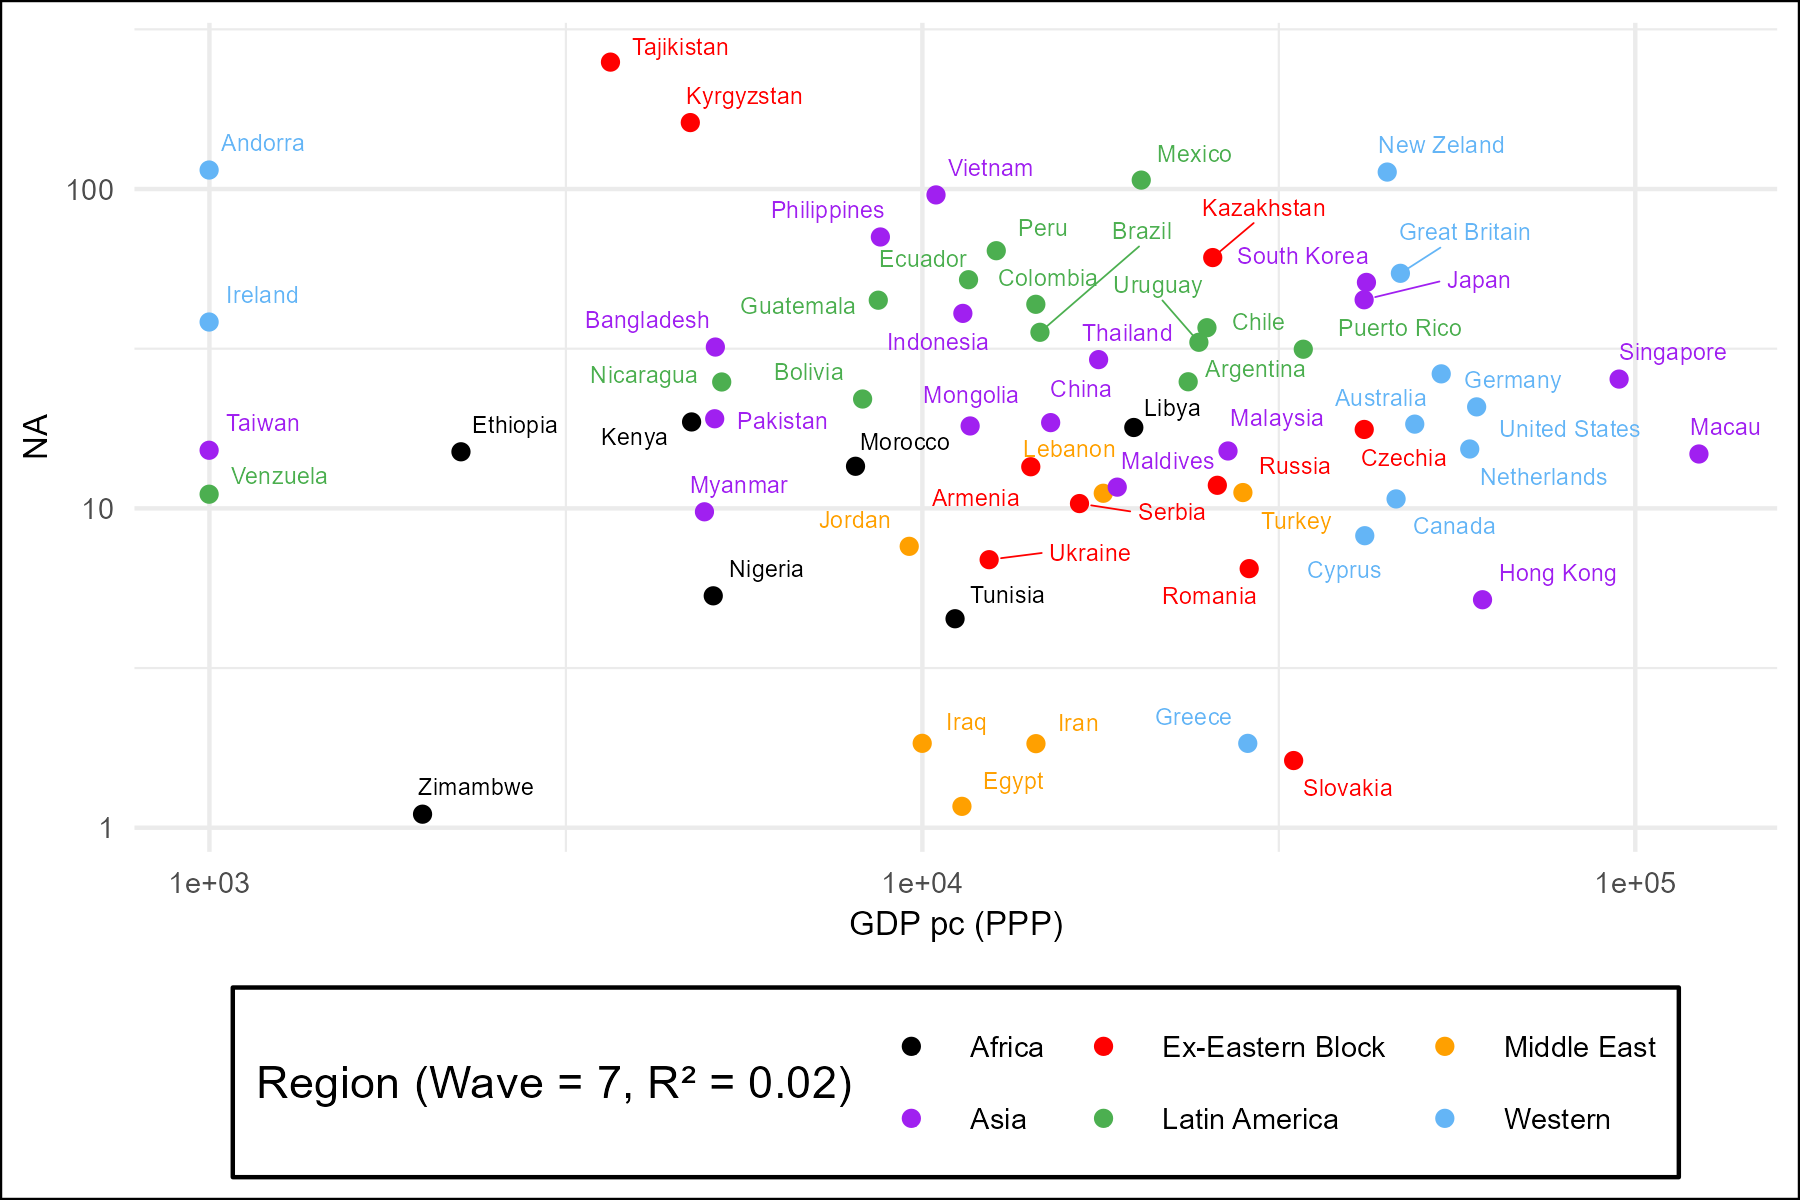 Tajikistan
Kyrgyzstan
Andorra
New Zeland
Mexico
Vietnam
100
Philippines
Kazakhstan
Peru
Brazil
Great Britain
Ecuador
South Korea
Colombia
Japan
Uruguay
Ireland
Guatemala
Bangladesh
Chile
Puerto Rico
Thailand
Indonesia
Singapore
Bolivia
Argentina
Nicaragua
Germany
China
Mongolia
Australia
Libya
Malaysia
Pakistan
Taiwan
Ethiopia
Macau
United States
Kenya
NA
Morocco
Lebanon
Czechia
Maldives
Russia
Venzuela
Netherlands
Myanmar
Armenia
10
Serbia
Jordan
Turkey
Canada
Ukraine
Nigeria
Cyprus
Hong Kong
Tunisia
Romania
Greece
Iraq
Iran
Egypt
Zimambwe
Slovakia
1
1e+03
1e+04
1e+05
GDP pc (PPP)
Region (Wave = 7, R² = 0.02)
Africa
Ex-Eastern Block
Middle East
Asia
Latin America
Western